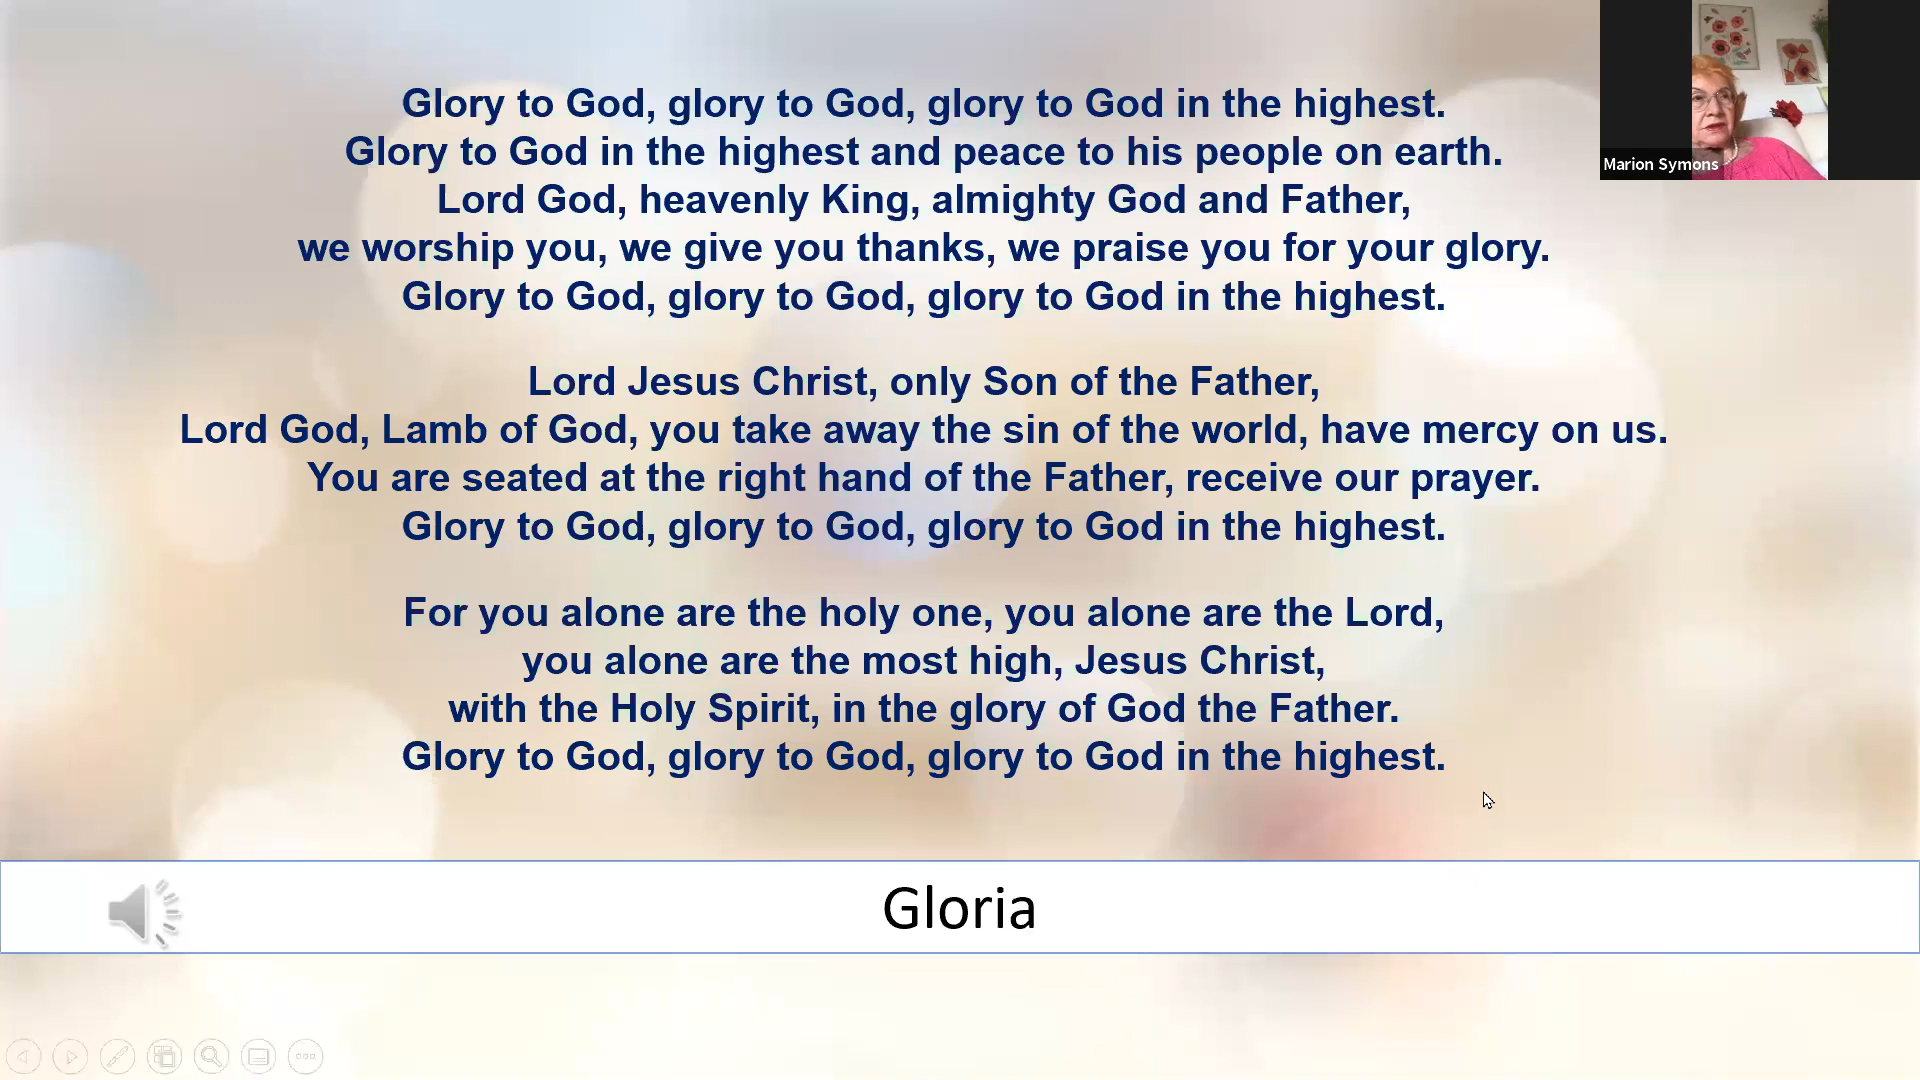 Glory to God, glory to God, glory to God in the highest.
Glory to God in the highest and peace to his people on earth.
Lord God, heavenly King, almighty God and Father,
we worship you, we give you thanks, we praise you for your glory.
Glory to God, glory to God, glory to God in the highest.
Lord Jesus Christ, only Son of the Father,
Lord God, Lamb of God, you take away the sin of the world, have mercy on us.
You are seated at the right hand of the Father, receive our prayer.
Glory to God, glory to God, glory to God in the highest.
For you alone are the holy one, you alone are the Lord,
you alone are the most high, Jesus Christ,
with the Holy Spirit, in the glory of God the Father.
Glory to God, glory to God, glory to God in the highest.
Gloria
Marion Symons